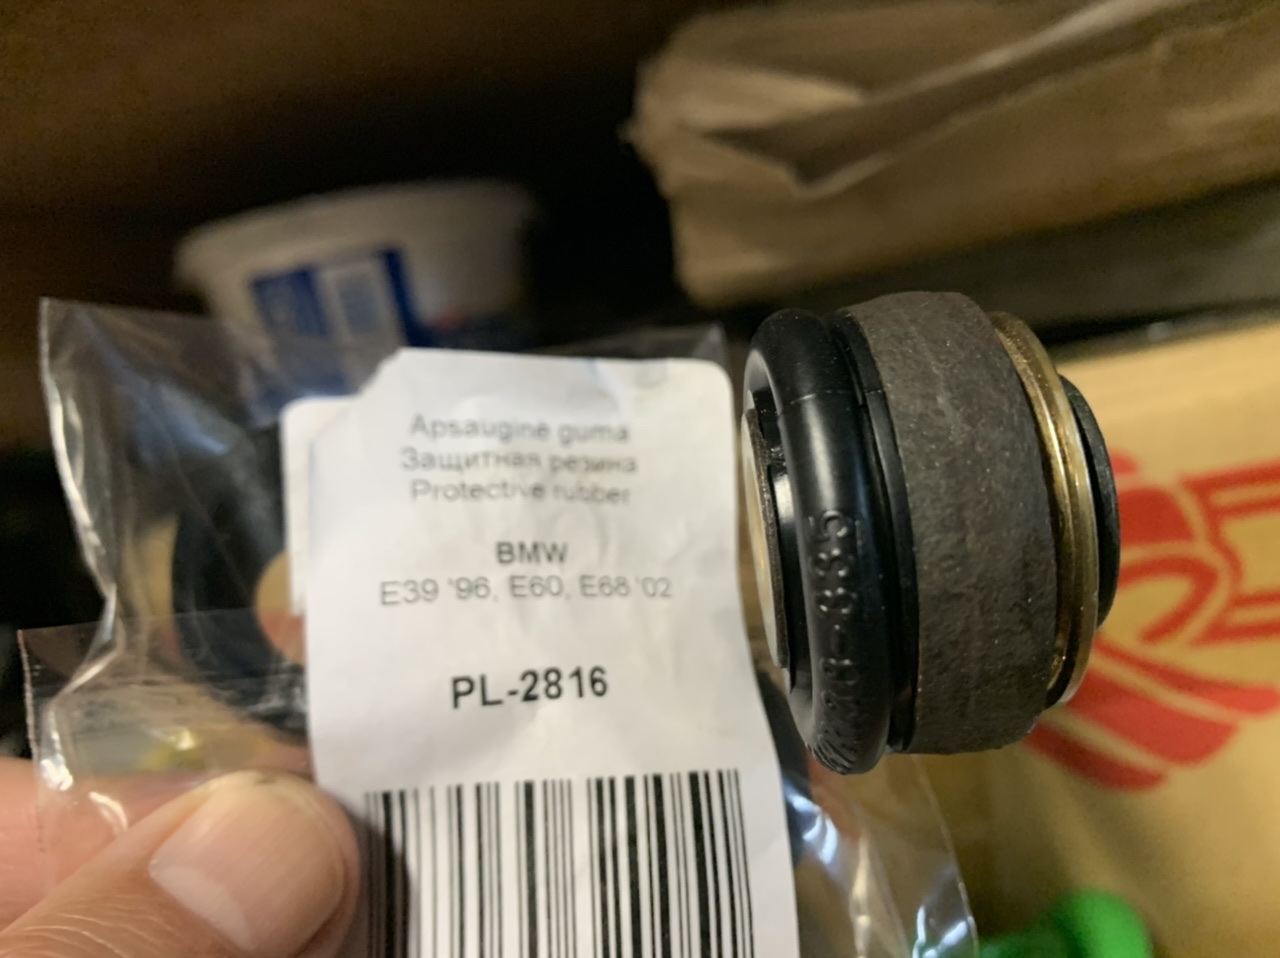 Apsauginė guma
Защитная резина
Protective rubber
BMW
E39 '96, E60, E68 '02
PL-2816